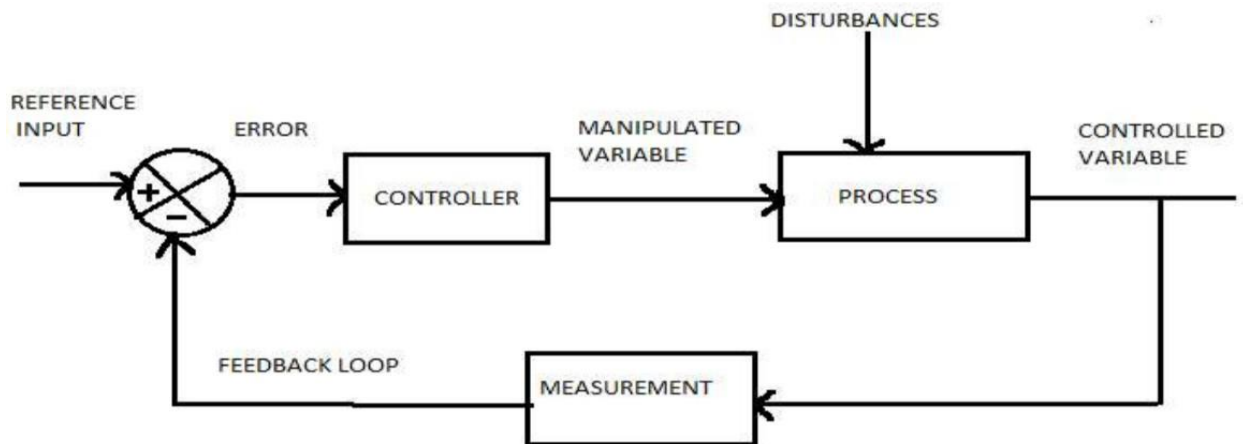 DISTURBANCES
REFERENCE
INPUT
ERROR
MANIPULATED
VARIABLE
CONTROLLED
VARIABLE
+
−
CONTROLLER
PROCESS
FEEDBACK LOOP
MEASUREMENT